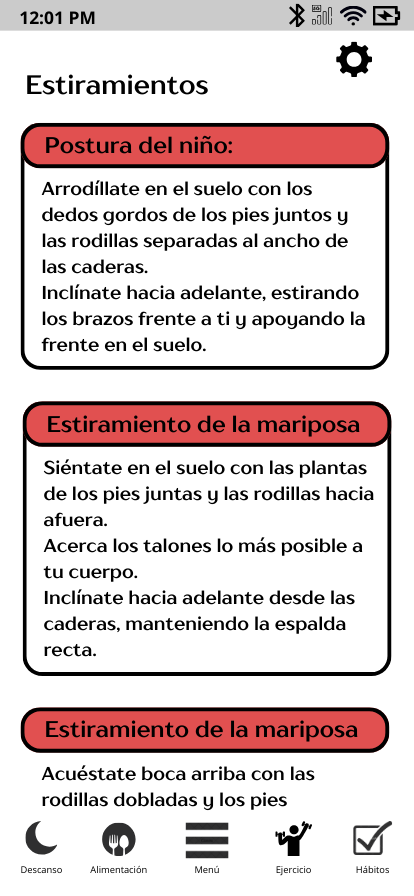 12:01 PM
Estiramientos
Postura del niño:
Arrodíllate en el suelo con los
dedos gordos de los pies juntos y
las rodillas separadas al ancho de
las caderas.
Inclínate hacia adelante, estirando
los brazos frente a ti y apoyando la
frente en el suelo.
Estiramiento de la mariposa
Siéntate en el suelo con las plantas
de los pies juntas y las rodillas hacia
afuera.
Acerca los talones lo más posible a
tu cuerpo.
Inclínate hacia adelante desde las
caderas, manteniendo la espalda
recta.
Estiramiento de la mariposa
Acuéstate boca arriba con las
rodillas dobladas y los pies
Descanso Alimentación Menú Ejercicio Hábitos